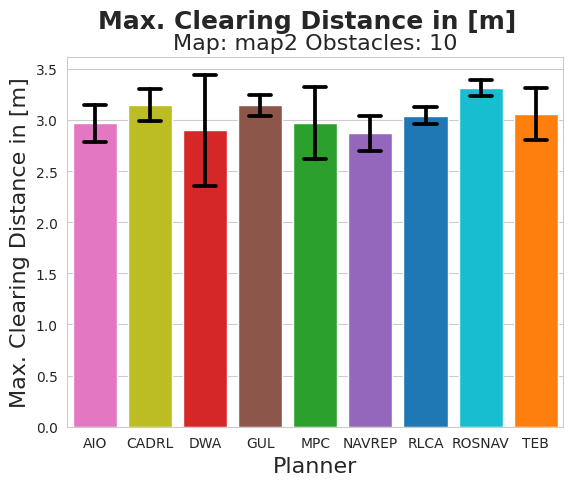 Max. Clearing Distance in [m]
Map: map2 Obstacles: 10
Max. Clearing Distance in [m]
3.5
3.0
2.5
2.0
1.5
1.0
0.5
0.0
AIO CADRL DWA GUL MPC NAVREP RLCA ROSNAV TEB
Planner